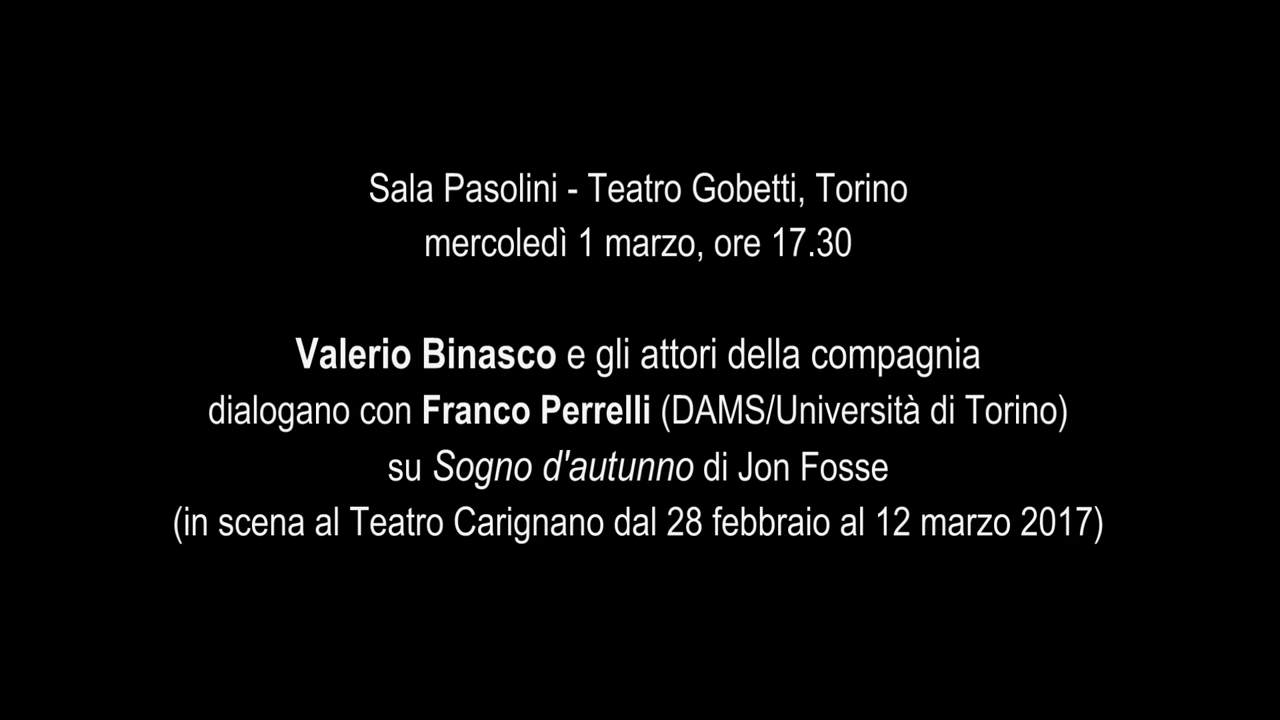 Sala Pasolini - Teatro Gobetti, Torino
mercoledì 1 marzo, ore 17.30
Valerio Binasco e gli attori della compagnia
dialogano con Franco Perrelli (DAMS/Università di Torino)
su Sogno d'autunno di Jon Fosse
(in scena al Teatro Carignano dal 28 febbraio al 12 marzo 2017)